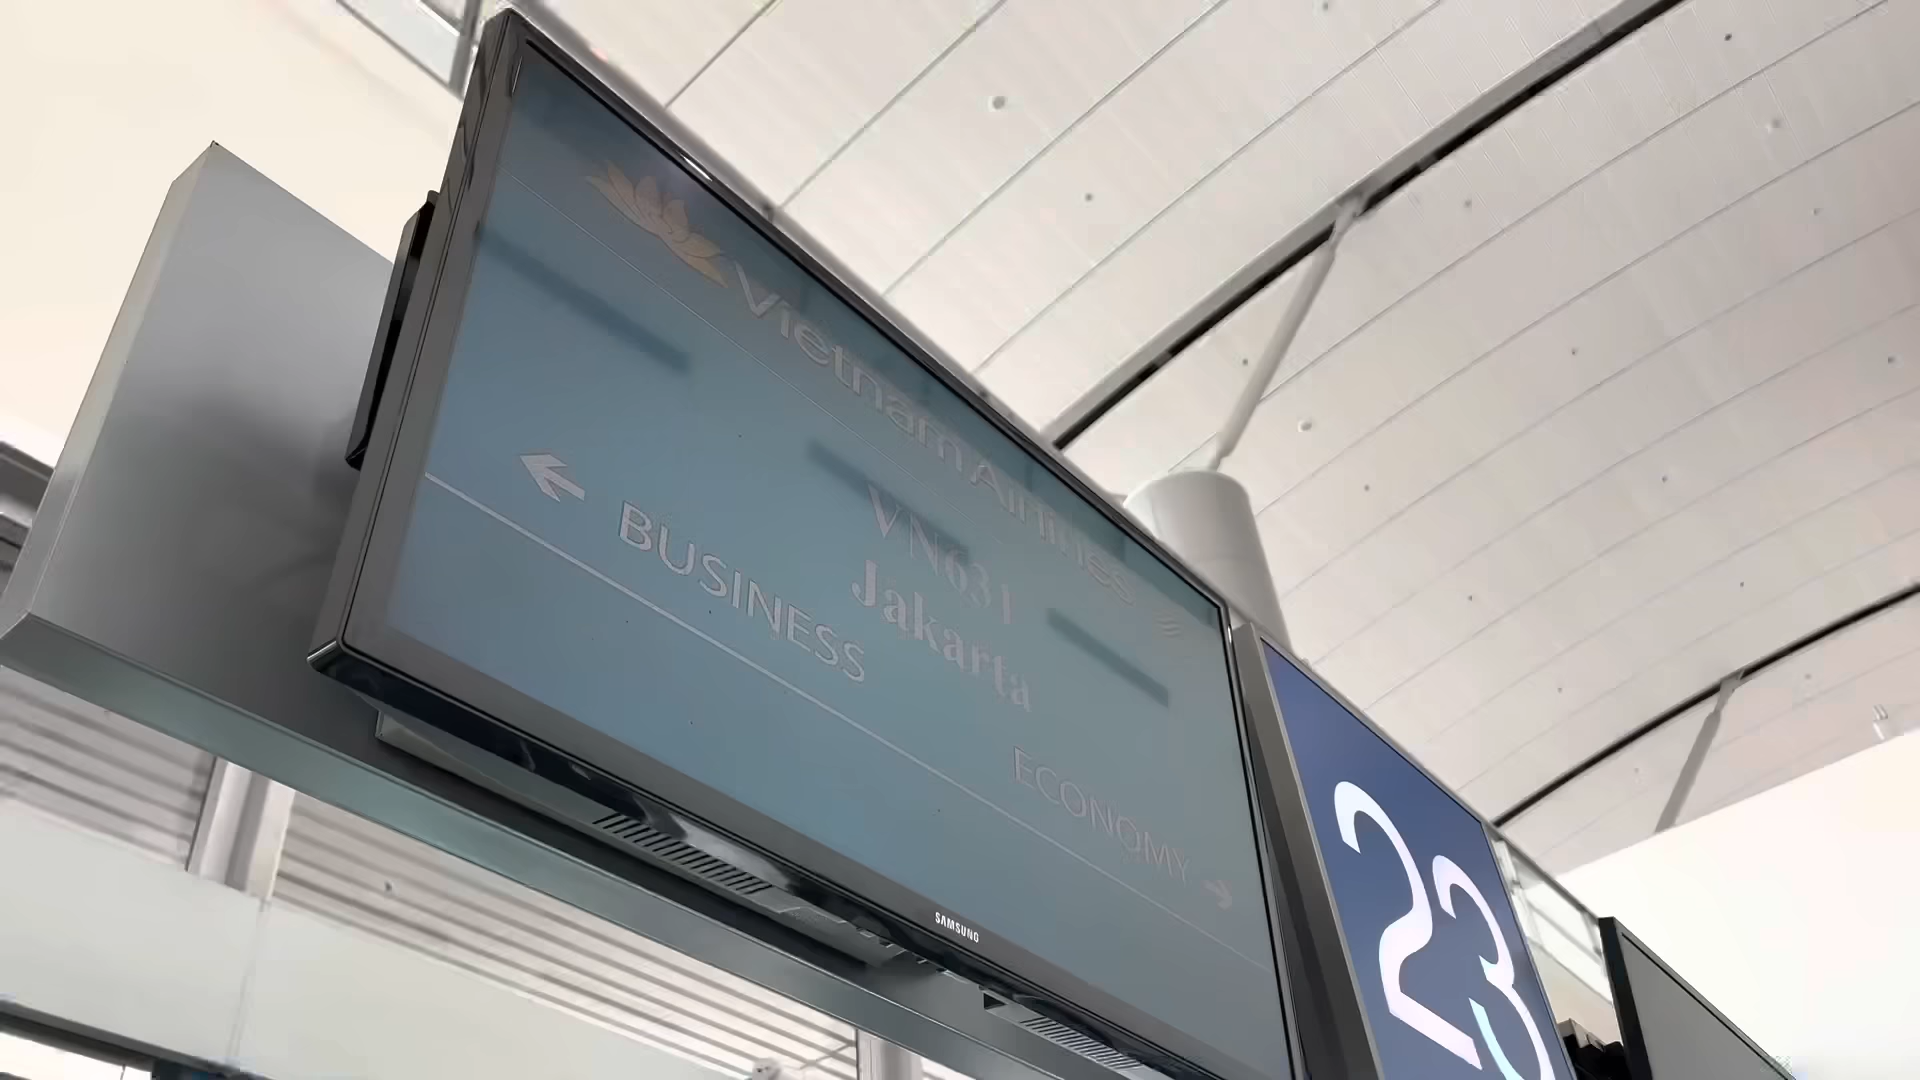 Vietnam Airlines
VN631
Jakarta
BUSINESS
ECONOMY
SAMSUNG
23